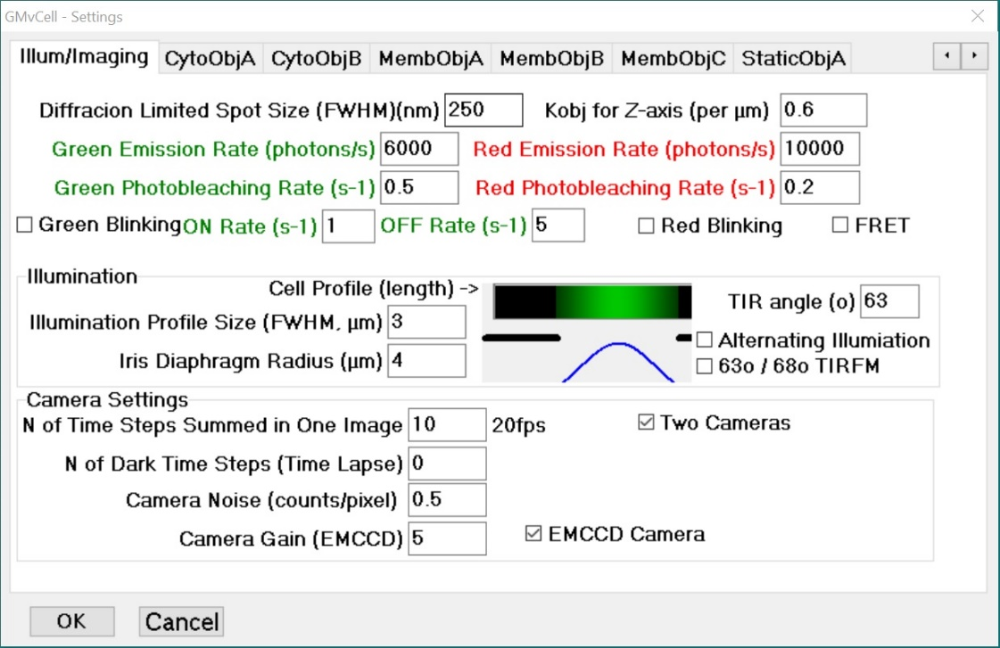 GMvCell - Settings
Illum/Imaging CytoObjA CytoObjB MembObjA MembObjB MembObjC StaticObjA
Diffracion Limited Spot Size (FWHM)(nm) 250 Kobj for Z-axis (per µm) 0.6
Green Emission Rate (photons/s) 6000 Red Emission Rate (photons/s) 10000
Green Photobleaching Rate (s-1) 0.5 Red Photobleaching Rate (s-1) 0.2
Green Blinking ON Rate (s-1) 1 OFF Rate (s-1) 5 Red Blinking FRET
Illumination
Cell Profile (length) -> TIR angle (o) 63
Illumination Profile Size (FWHM, µm) 3
Alternating Illumiation
Iris Diaphragm Radius (µm) 4 63o / 68o TIRFM
Camera Settings
N of Time Steps Summed in One Image 10 20fps Two Cameras
N of Dark Time Steps (Time Lapse) 0
Camera Noise (counts/pixel) 0.5
Camera Gain (EMCCD) 5 EMCCD Camera
OK Cancel